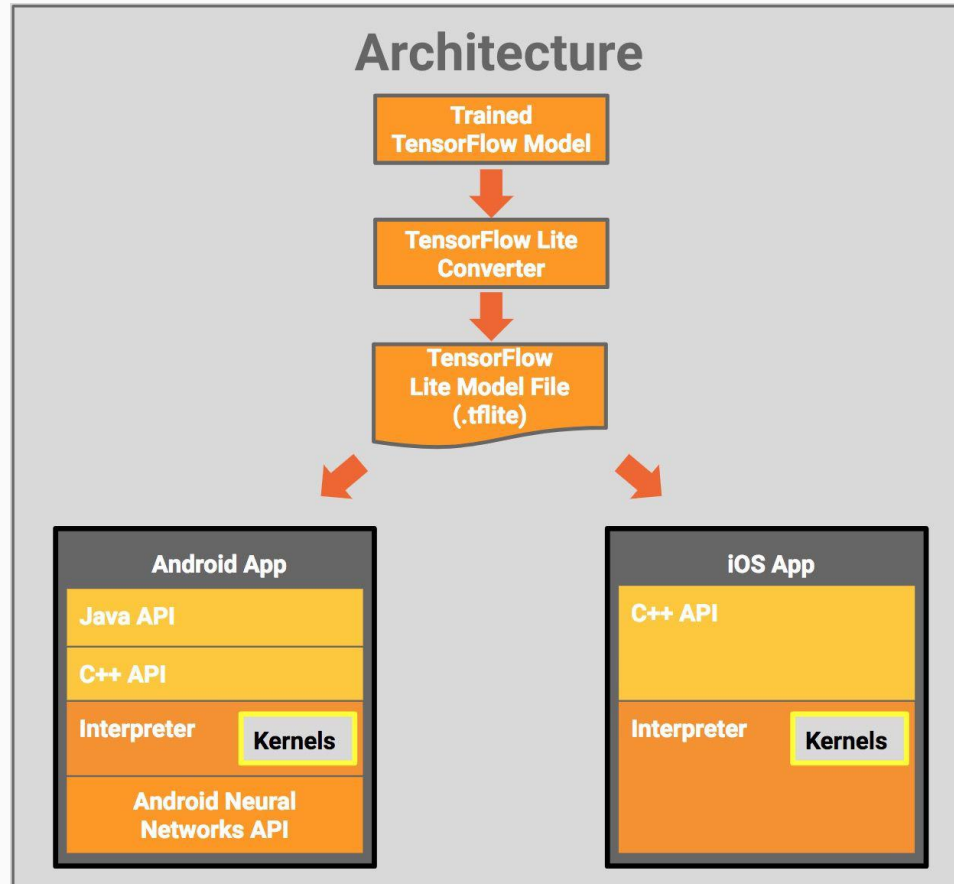 Architecture
Trained
TensorFlow Model
TensorFlow Lite
Converter
TensorFlow
Lite Model File
(.tflite)
Android App
Java API
C++ API
Interpreter
Kernels
Android Neural
Networks API
iOS App
C++ API
Interpreter
Kernels